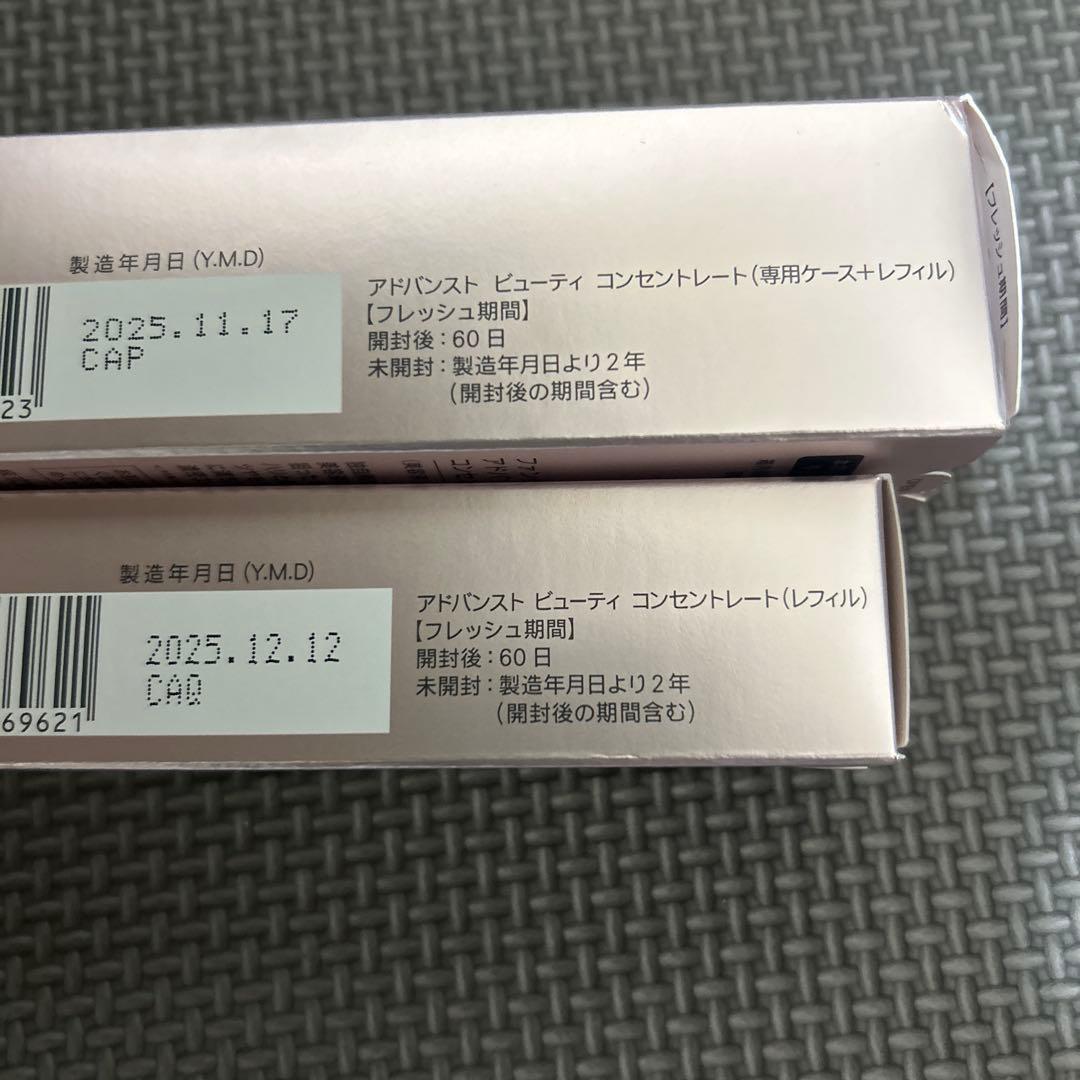 製造年月日(Y.M.D)
2025.11.17
CAP
23
アドバンスト ビューティ コンセントレート(専用ケース+レフィル)
【フレッシュ期間】
開封後:60日
未開封:製造年月日より2年
(開封後の期間含む)
【フレッシュ期間】
製造年月日(Y.M.D)
2025.12.12
CAQ
69621
アドバンスト ビューティ コンセントレート(レフィル)
【フレッシュ期間】
開封後:60日
未開封:製造年月日より2年
(開封後の期間含む)